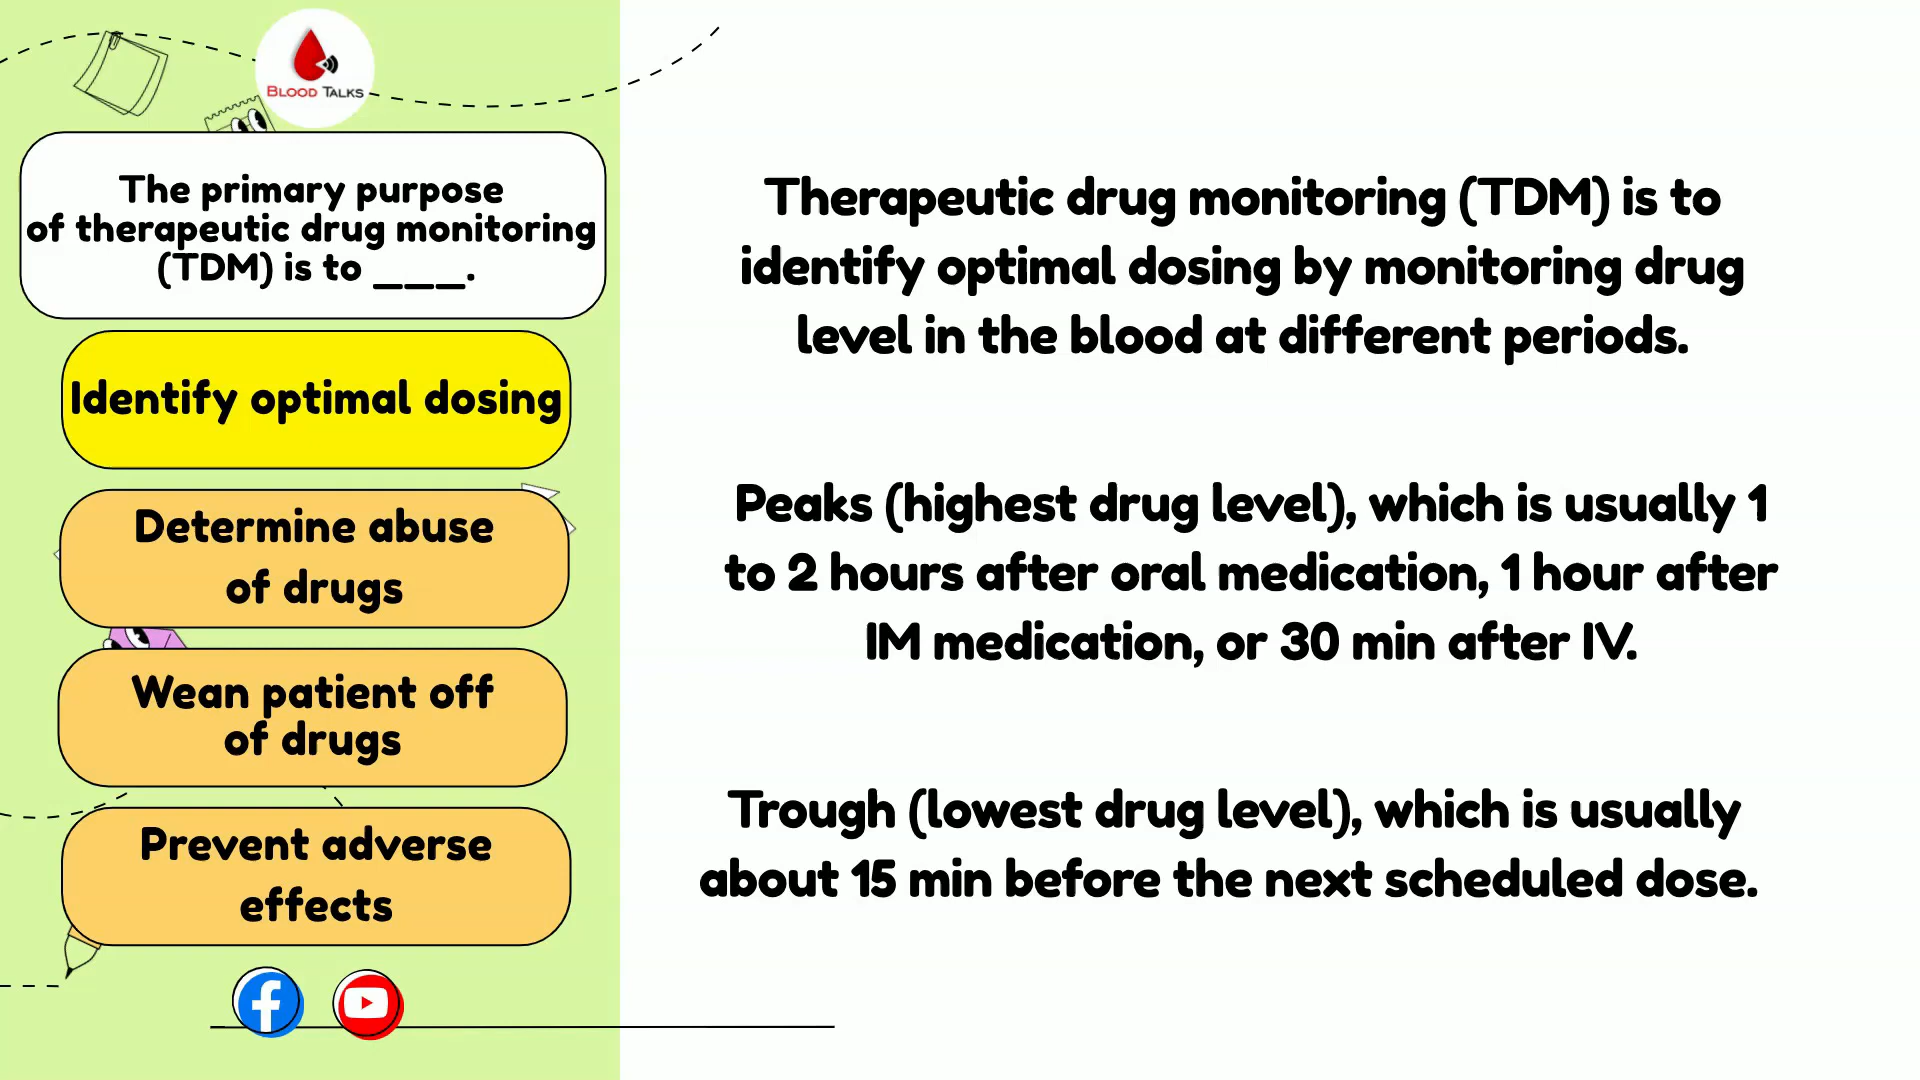 BLOOD TALKS
The primary purpose
of therapeutic drug monitoring
(TDM) is to ___.
Identify optimal dosing
Determine abuse
of drugs
Wean patient off
of drugs
Prevent adverse
effects
Therapeutic drug monitoring (TDM) is to
identify optimal dosing by monitoring drug
level in the blood at different periods.
Peaks (highest drug level), which is usually 1
to 2 hours after oral medication, 1 hour after
IM medication, or 30 min after IV.
Trough (lowest drug level), which is usually
about 15 min before the next scheduled dose.